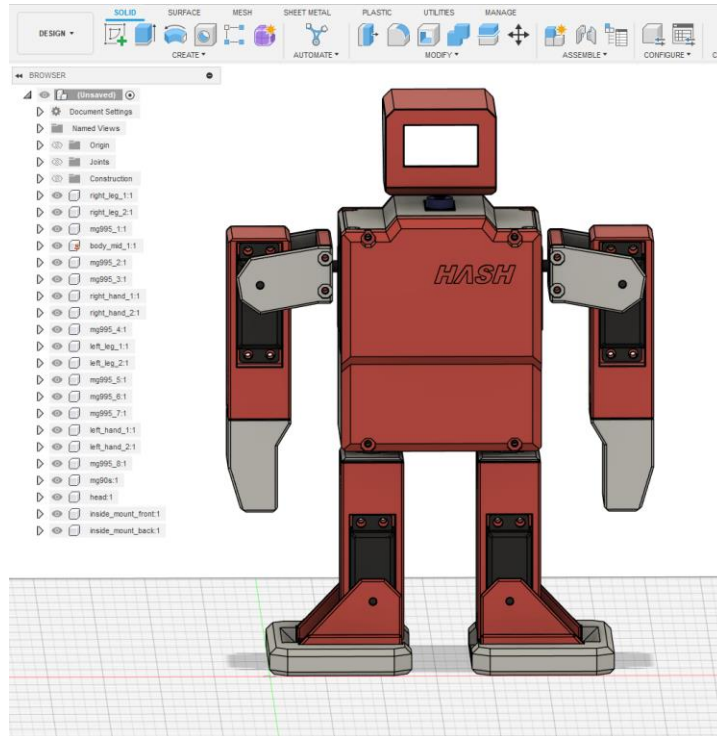 SOLID SURFACE MESH SHEET METAL PLASTIC UTILITIES MANAGE
DESIGN ▾
CREATE ▾ AUTOMATE ▾ MODIFY ▾ ASSEMBLE ▾ CONFIGURE ▾ C
BROWSER
(Unsaved)
Document Settings
Named Views
Origin
Joints
Construction
right_leg_1:1
right_leg_2:1
mg995_1:1
body_mid_1:1
mg995_2:1
mg995_3:1
right_hand_1:1
right_hand_2:1
mg995_4:1
left_leg_1:1
left_leg_2:1
mg995_5:1
mg995_6:1
mg995_7:1
left_hand_1:1
left_hand_2:1
mg995_8:1
mg90s:1
head:1
inside_mount_front:1
inside_mount_back:1
HASH